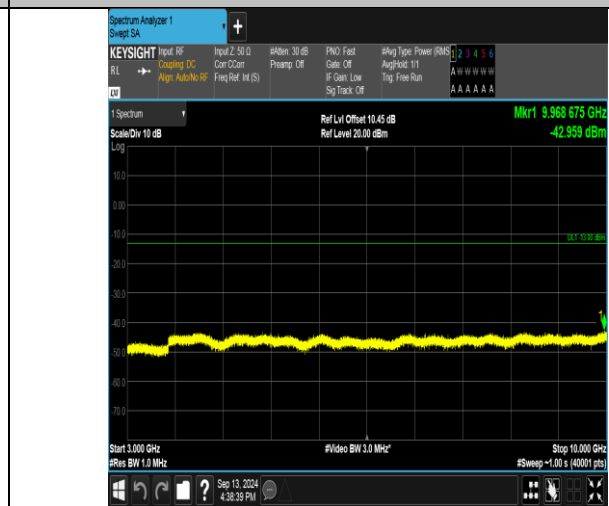 Spectrum Analyzer 1
Swept SA
+
KEYSIGHT Input: RF Input Z: 50 Ω #Atten: 30 dB PNO: Fast #Avg Type: Power (RMS 1 2 3 4 5 6
RL Coupling: DC Corr CCorr Preamp: Off Gate: Off Avg|Hold: 1/1 A W W W W W
Align: Auto/No RF Freq Ref: Int (S) IF Gain: Low Trig: Free Run
Sig Track: Off A A A A A A
1 Spectrum
Scale/Div 10 dB
Ref Lvl Offset 10.45 dB
Ref Level 20.00 dBm
Mkr1 9.968 675 GHz
-42.959 dBm
Log
10.0
0.00
-10.0
DL1 -13.00 dBm
-20.0
-30.0
-40.0
1
-50.0
-60.0
-70.0
Start 3.000 GHz #Video BW 3.0 MHz* Stop 10.000 GHz
#Res BW 1.0 MHz #Sweep ~1.00 s (40001 pts)
? Sep 13, 2024
4:38:39 PM